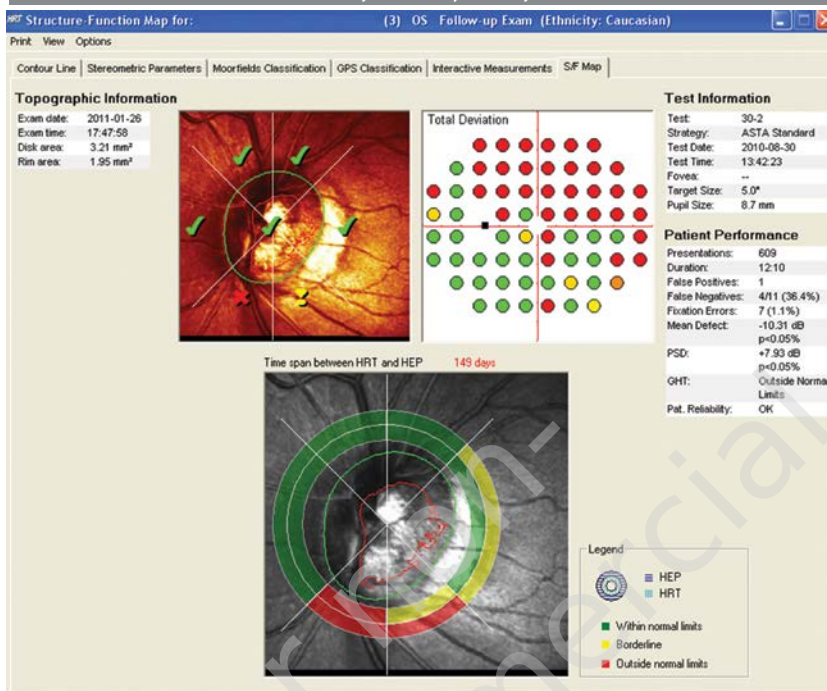 HRT Structure-Function Map for: (3) OS Follow-up Exam (Ethnicity: Caucasian)
Print View Options
Contour Line Stereometric Parameters Moorfields Classification GPS Classification Interactive Measurements S/F Map
Topographic Information
Exam date: 2011-01-26
Exam time: 17:47:58
Disk area: 3.21 mm²
Rim area: 1.95 mm²
Total Deviation
Test Information
Test: 30-2
Strategy: ASTA Standard
Test Date: 2010-08-30
Test Time: 13:42:23
Fovea: --
Target Size: 5.0°
Pupil Size: 8.7 mm
Patient Performance
Presentations: 609
Duration: 12:10
False Positives: 1
False Negatives: 4/11 (36.4%)
Fixation Errors: 7 (1.1%)
Mean Defect: -10.31 dB
p<0.05%
PSD: +7.93 dB
p<0.05%
GHT: Outside Norma
Limits
Pat. Reliability: OK
Time span between HRT and HEP 149 days
Legend
HEP
HRT
Within normal limits
Borderline
Outside normal limits